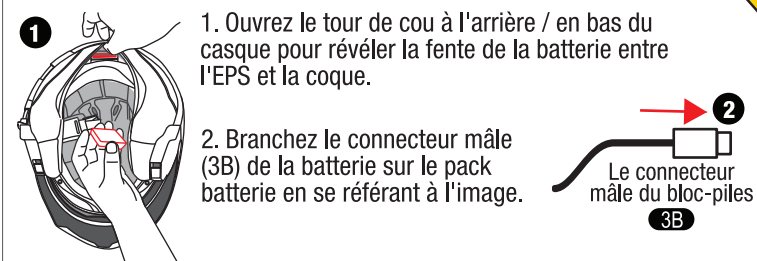 1
1. Ouvrez le tour de cou à l'arrière / en bas du
casque pour révéler la fente de la batterie entre
l'EPS et la coque.
2. Branchez le connecteur mâle
(3B) de la batterie sur le pack
batterie en se référant à l'image.
2
Le connecteur
mâle du bloc-piles
3B